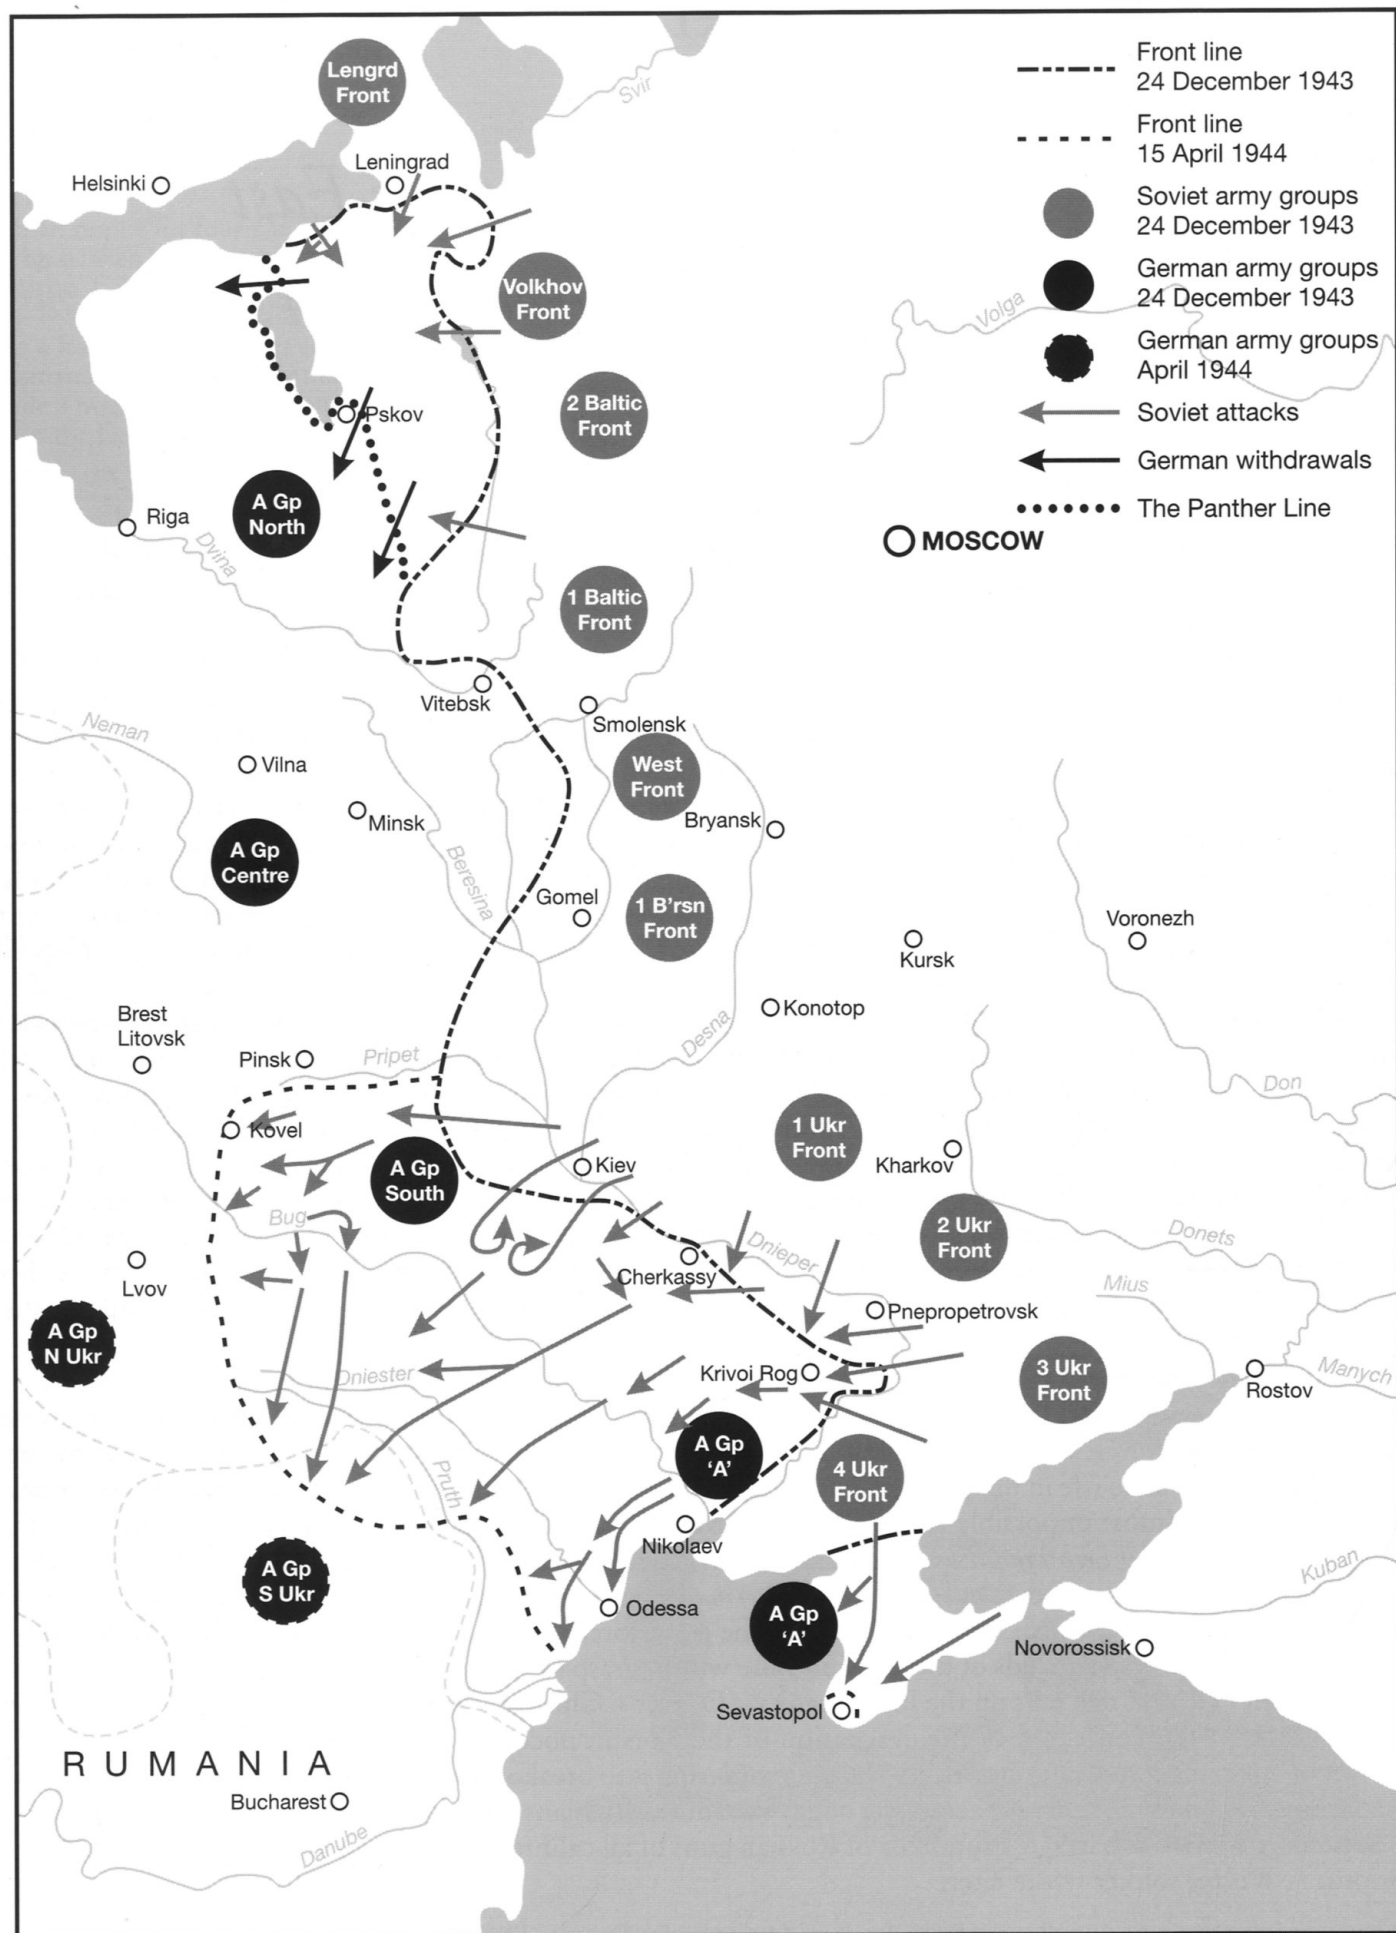 Lengrd
Front
Svir
Front line
24 December 1943
Front line
15 April 1944
Soviet army groups
24 December 1943
German army groups
24 December 1943
German army groups
April 1944
Soviet attacks
German withdrawals
The Panther Line
Helsinki
Leningrad
Volkhov
Front
Volga
2 Baltic
Front
Pskov
A Gp
North
Riga
Dvina
MOSCOW
1 Baltic
Front
Vitebsk
Smolensk
Neman
Vilna
West
Front
Minsk
Bryansk
A Gp
Centre
Beresina
Gomel
1 B'rsn
Front
Voronezh
Kursk
Brest
Litovsk
Konotop
Pinsk
Pripet
Desna
Don
Kovel
1 Ukr
Front
Kharkov
A Gp
South
Kiev
Bug
2 Ukr
Front
Donets
Dnieper
Lvov
Cherkassy
Mius
Pnepropetrovsk
A Gp
N Ukr
Dniester
Krivoi Rog
3 Ukr
Front
Manych
Rostov
A Gp
'A'
4 Ukr
Front
Pruth
Nikolaev
A Gp
S Ukr
Kuban
Odessa
A Gp
'A'
Novorossisk
Sevastopol
RUMANIA
Bucharest
Danube